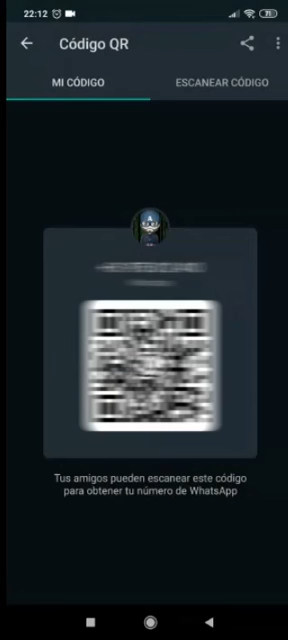 22:12
71
Código QR
MI CÓDIGO
ESCANEAR CÓDIGO
Tus amigos pueden escanear este código
para obtener tu número de WhatsApp